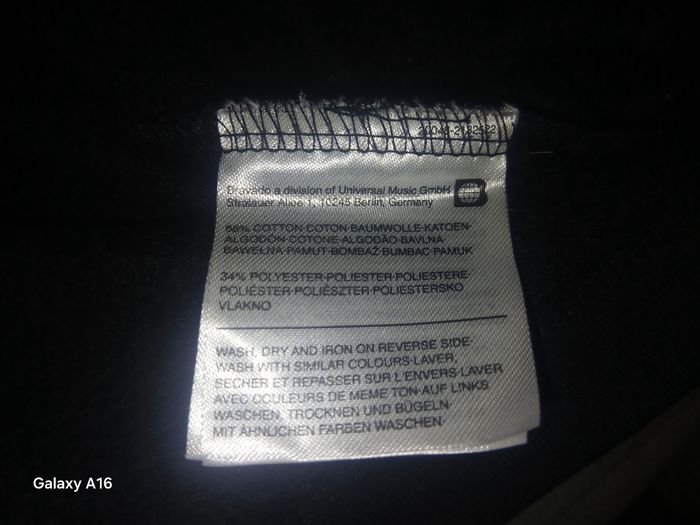 Bravado a division of Universal Music GmbH
Stralauer Allee 1, 10245 Berlin, Germany
66% COTTON·COTON·BAUMWOLLE·KATOEN·
ALGODÓN·COTONE·ALGODÃO·BAVLNA·
BAWEŁNA·PAMUT·BOMBAŽ·BUMBAC·PAMUK
34% POLYESTER·POLIESTER·POLIESTERE·
POLIÉSTER·POLIÉSZTER·POLIESTERSKO
VLAKNO
WASH, DRY AND IRON ON REVERSE SIDE·
WASH WITH SIMILAR COLOURS·LAVER,
SECHER ET REPASSER SUR L'ENVERS·LAVER
AVEC COULEURS DE MEME TON·AUF LINKS
WASCHEN, TROCKNEN UND BÜGELN·
MIT ÄHNLICHEN FARBEN WASCHEN·
Galaxy A16